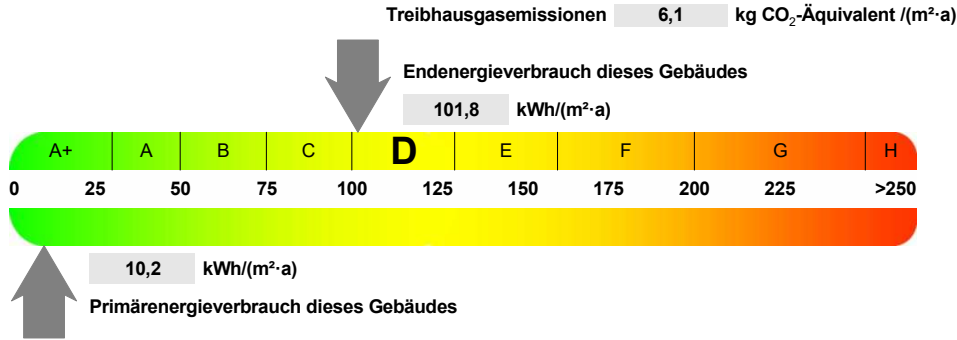 Treibhausgasemissionen 6,1 kg CO₂-Äquivalent /(m²·a)
Endenergieverbrauch dieses Gebäudes
101,8 kWh/(m²·a)
A+ A B C D E F G H
0 25 50 75 100 125 150 175 200 225 >250
10,2 kWh/(m²·a)
Primärenergieverbrauch dieses Gebäudes